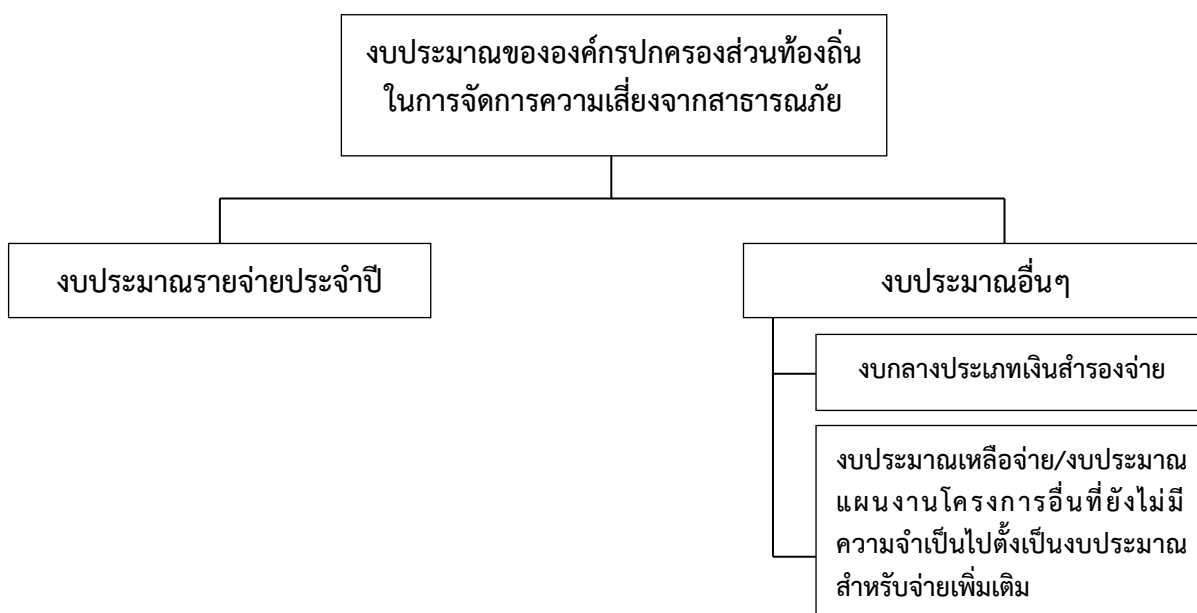 งบประมาณขององค์กรปกครองส่วนท้องถิ่น
ในการจัดการความเสี่ยงจากสาธารณภัย
งบประมาณรายจ่ายประจำปี
งบประมาณอื่นๆ
งบกลางประเภทเงินสำรองจ่าย
งบประมาณเหลือจ่าย/งบประมาณ
แผนงานโครงการอื่นที่ยังไม่มี
ความจำเป็นไปตั้งเป็นงบประมาณ
สำหรับจ่ายเพิ่มเติม